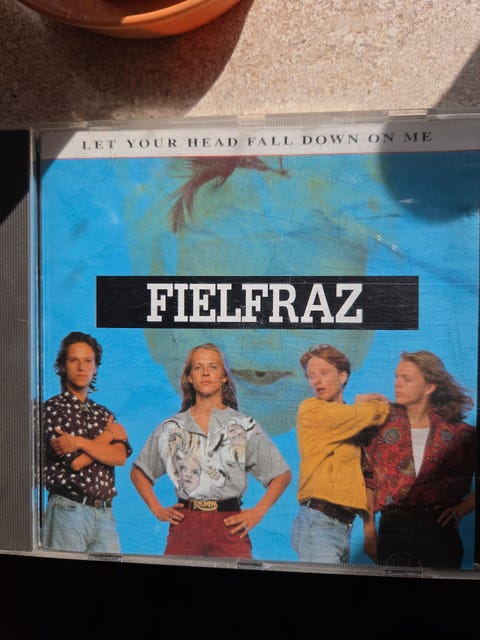 LET YOUR HEAD FALL DOWN ON ME
FIELFRAZ